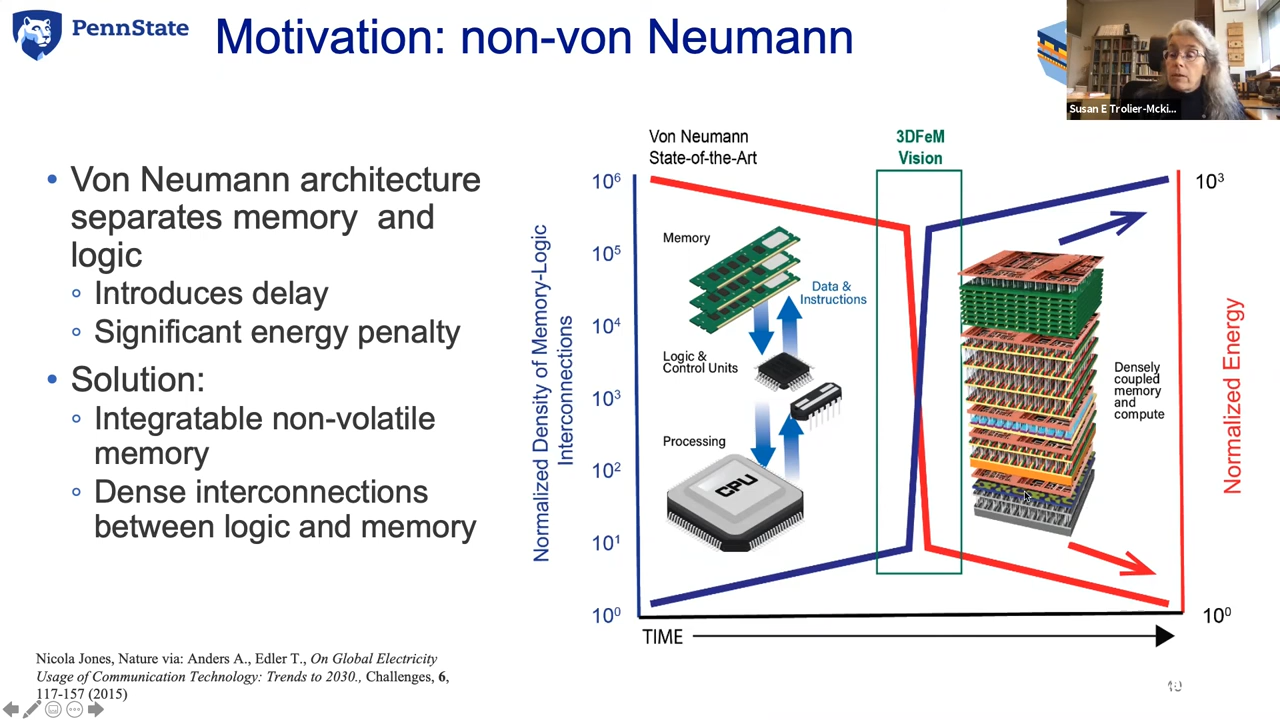 PennState
Motivation: non-von Neumann
Susan E Trolier-Mcki...
• Von Neumann architecture
separates memory and
logic
◦ Introduces delay
◦ Significant energy penalty
• Solution:
◦ Integratable non-volatile
memory
◦ Dense interconnections
between logic and memory
Von Neumann
State-of-the-Art
3DFeM
Vision
Normalized Density of Memory-Logic
Interconnections
10⁶
10⁵
10⁴
10³
10²
10¹
10⁰
Memory
Data &
Instructions
Logic &
Control Units
Processing
CPU
Densely
coupled
memory
and
compute
10³
10⁰
Normalized Energy
TIME
Nicola Jones, Nature via: Anders A., Edler T., On Global Electricity
Usage of Communication Technology: Trends to 2030., Challenges, 6,
117-157 (2015)